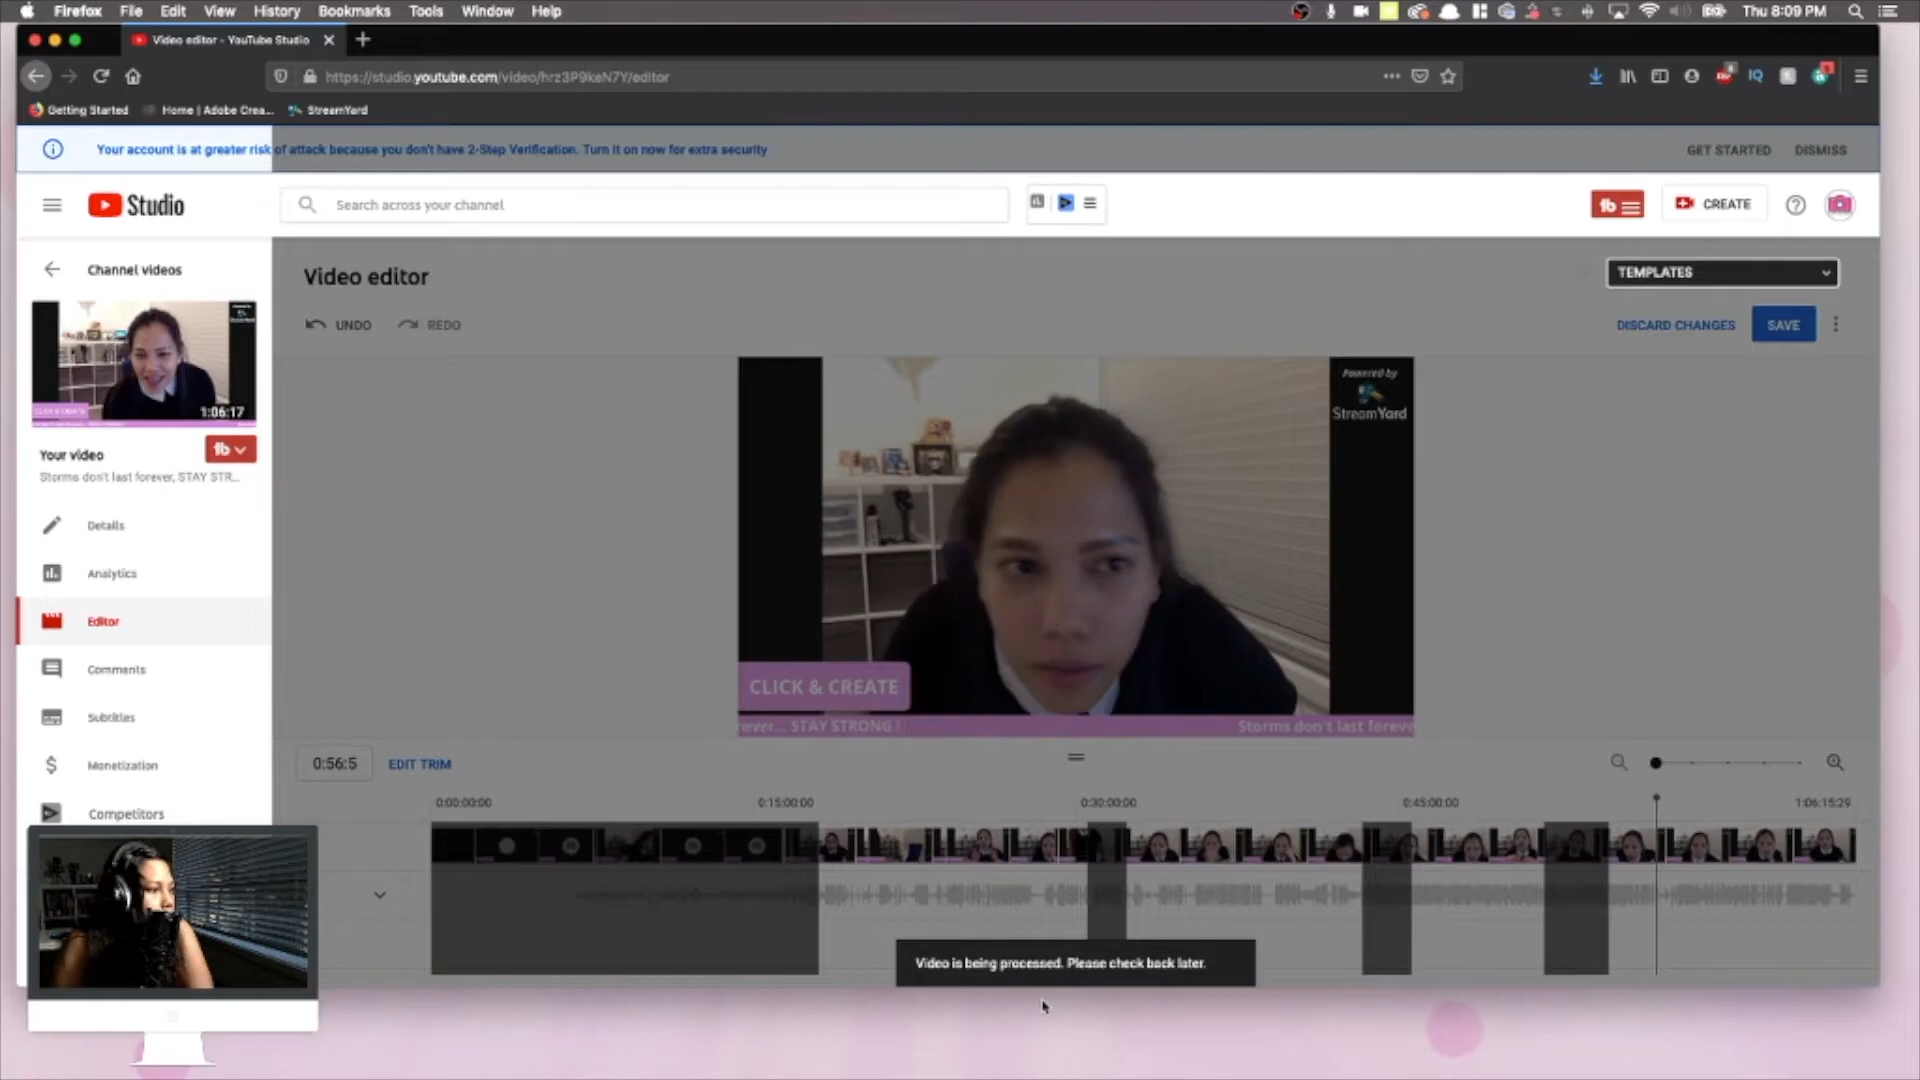 Firefox File Edit View History Bookmarks Tools Window Help
Thu 8:09 PM
Video editor - YouTube Studio
https://studio.youtube.com/video/hrz3P9keN7Y/editor
IQ
Getting Started Home | Adobe Crea... StreamYard
Your account is at greater risk of attack because you don't have 2-Step Verification. Turn it on now for extra security
GET STARTED DISMISS
Studio
Search across your channel
CREATE
Channel videos
Video editor
TEMPLATES
UNDO REDO
DISCARD CHANGES SAVE
Powered by
StreamYard
1:06:17
Your video
Storms don't last forever, STAY STR...
Details
Analytics
Editor
Comments
Subtitles
Monetization
Competitors
CLICK & CREATE
STAY STRONG ! Storms don't last foreve
0:56:5 EDIT TRIM
0:00:00:00 0:15:00:00 0:30:00:00 0:45:00:00 1:06:15:29
Video is being processed. Please check back later.